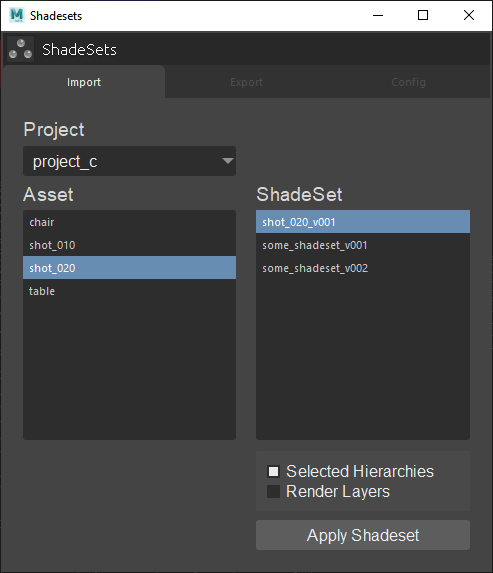 Shadesets
ShadeSets
Import
Export
Config
Project
project_c
Asset
chair
shot_010
shot_020
table
ShadeSet
shot_020_v001
some_shadeset_v001
some_shadeset_v002
Selected Hierarchies
Render Layers
Apply Shadeset